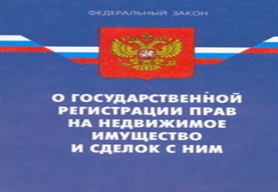 ФЕДЕРАЛЬНЫЙ ЗАКОН
О ГОСУДАРСТВЕННОЙ
РЕГИСТРАЦИИ ПРАВ
НА НЕДВИЖИМОЕ
ИМУЩЕСТВО
И СДЕЛОК С НИМ